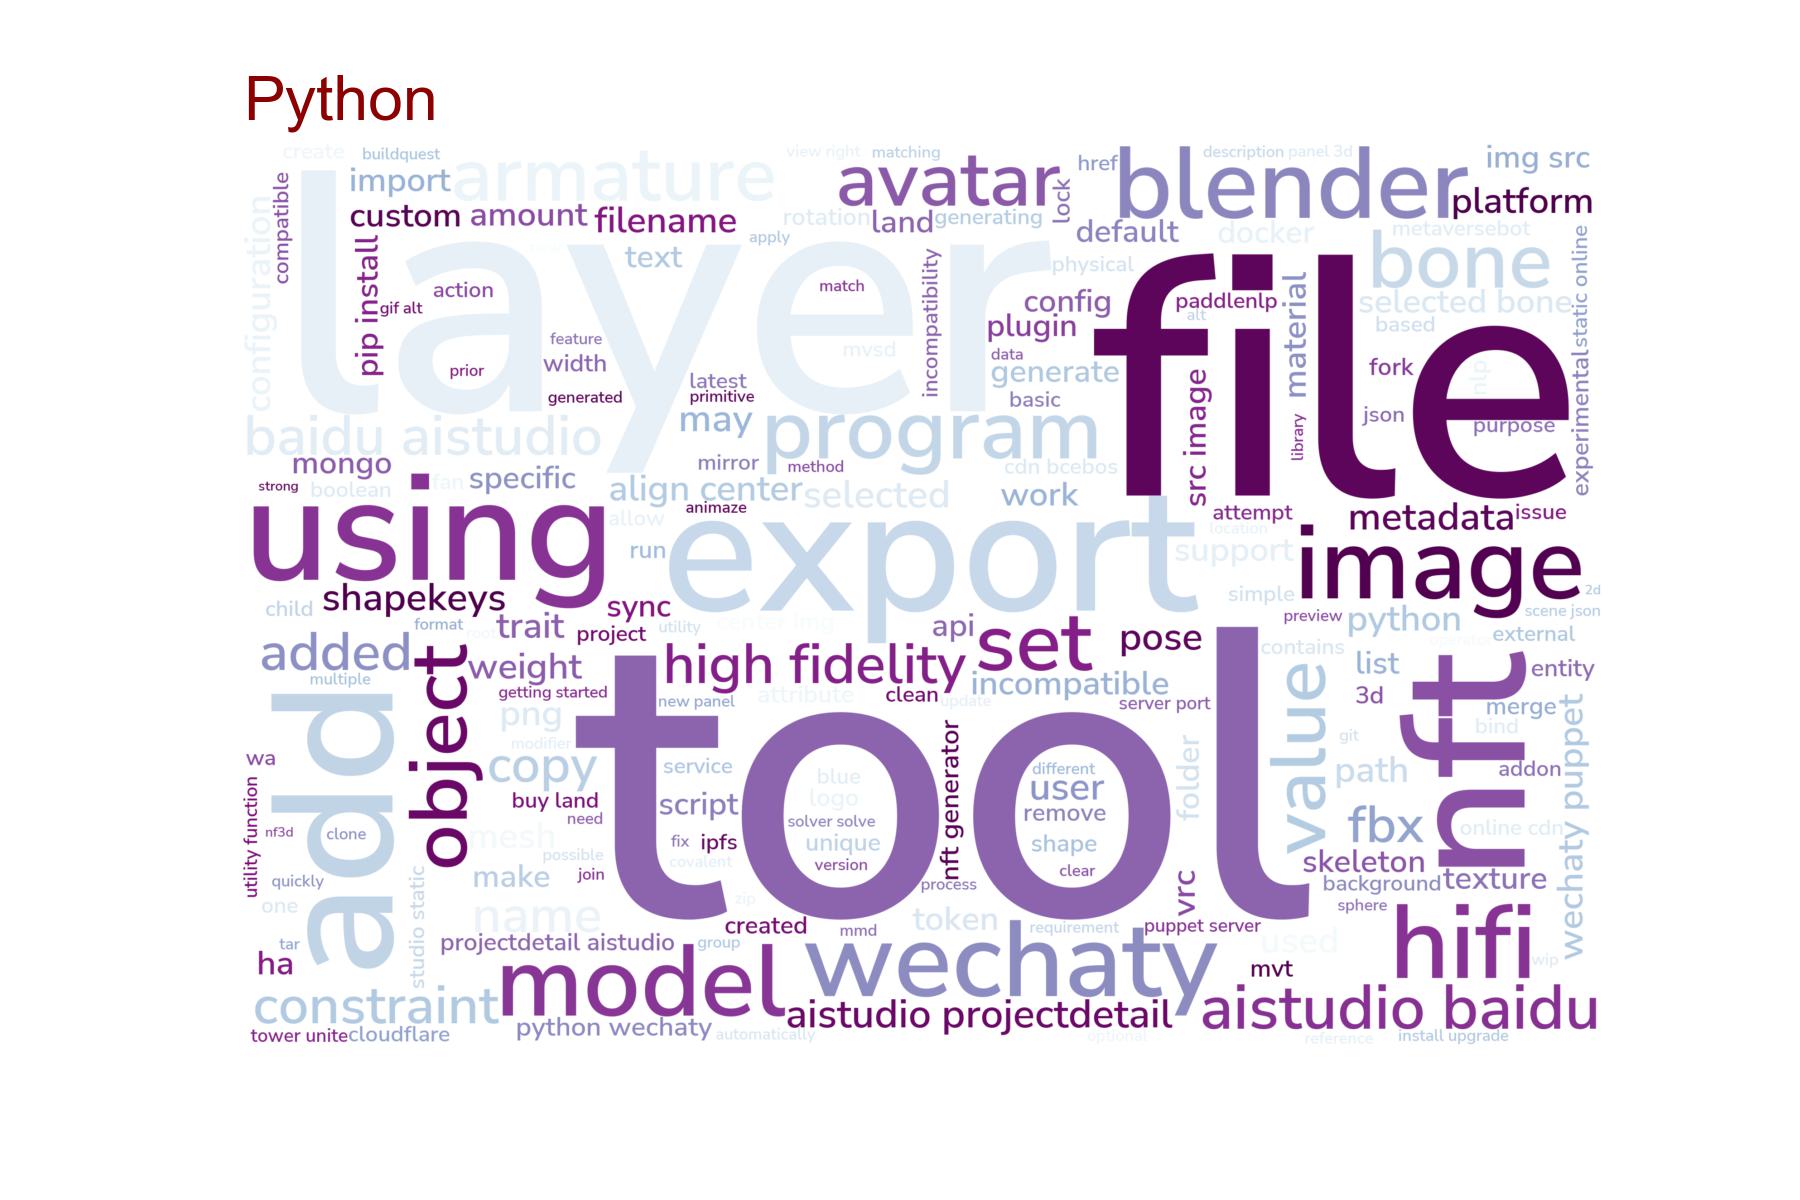 Python
create
buildquest
armature
view right
matching
avatar
href
blender
description
panel 3d
img src
compatible
import
lock
platform
custom
amount
filename
rotation
land
generating
default
docker
metaversebot
layer
configuration
pip install
text
apply
physical
bone
static online
gif alt
action
match
incompatibility
config
paddlenlp
alt
material
file
selected bone
based
feature
width
mvsd
plugin
data
generate
fork
nlp
experimental
prior
generated
latest
primitive
basic
src image
library
json
purpose
baidu aistudio
may
program
mongo
strong
boolean
fan
specific
mirror
method
cdn bcebos
align center
selected
work
animaze
allow
attempt
metadata
issue
using
run
export
location
support
image
shapekeys
child
format
root
trait
sync
project
utility
center img
api
set
pose
simple
preview
python
2d
scene json
operator
external
added
multiple
object
weight
getting started
high fidelity
attribute
clean
update
new panel
incompatible
server port
contains
list
3d
nft
entity
merge
add
png
modifier
copy
tool
nft generator
folder
value
git
path
bind
addon
wechaty puppet
wa
utility function
nf3d
clone
buy land
need
service
script
blue
logo
solver solve
unique
version
different
user
remove
shape
clear
fbx
online cdn
mesh
possible
fix
ipfs
covalent
skeleton
quickly
make
join
process
vrc
background
texture
one
studio static
name
zip
created
token
requirement
puppet server
sphere
used
hifi
tar
ha
projectdetail aistudio
group
mmd
wechaty
mvt
wip
constraint
model
aistudio projectdetail
aistudio baidu
tower unite
cloudflare
python wechaty
automatically
optional
reference
install upgrade